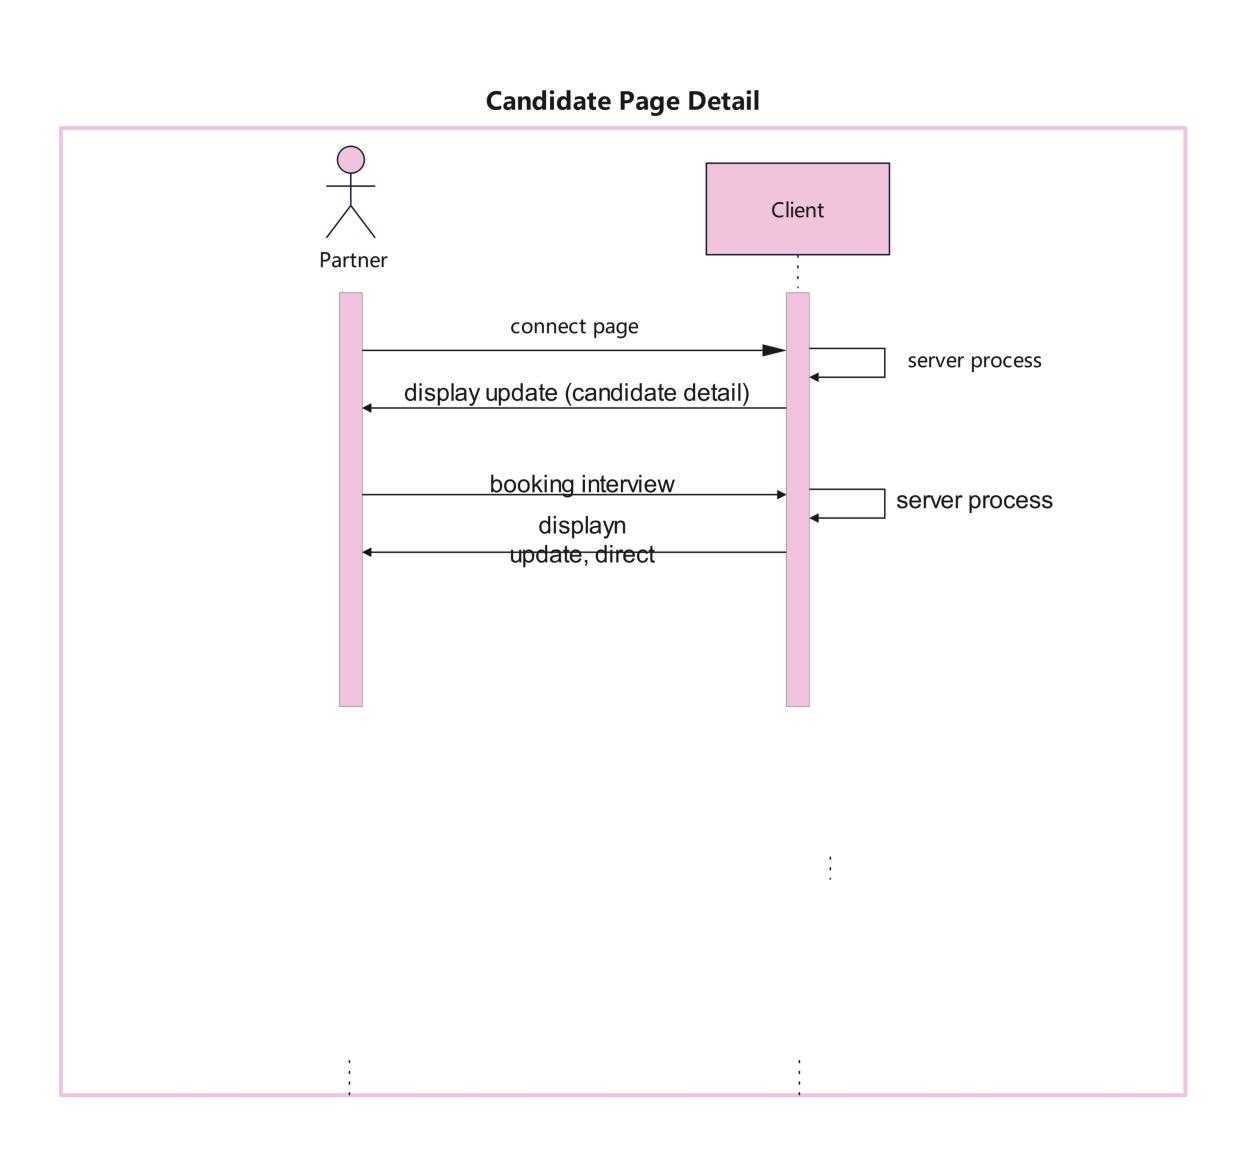 Candidate Page Detail
Partner
Client
connect page
server process
display update (candidate detail)
booking interview
server process
displayn
update, direct